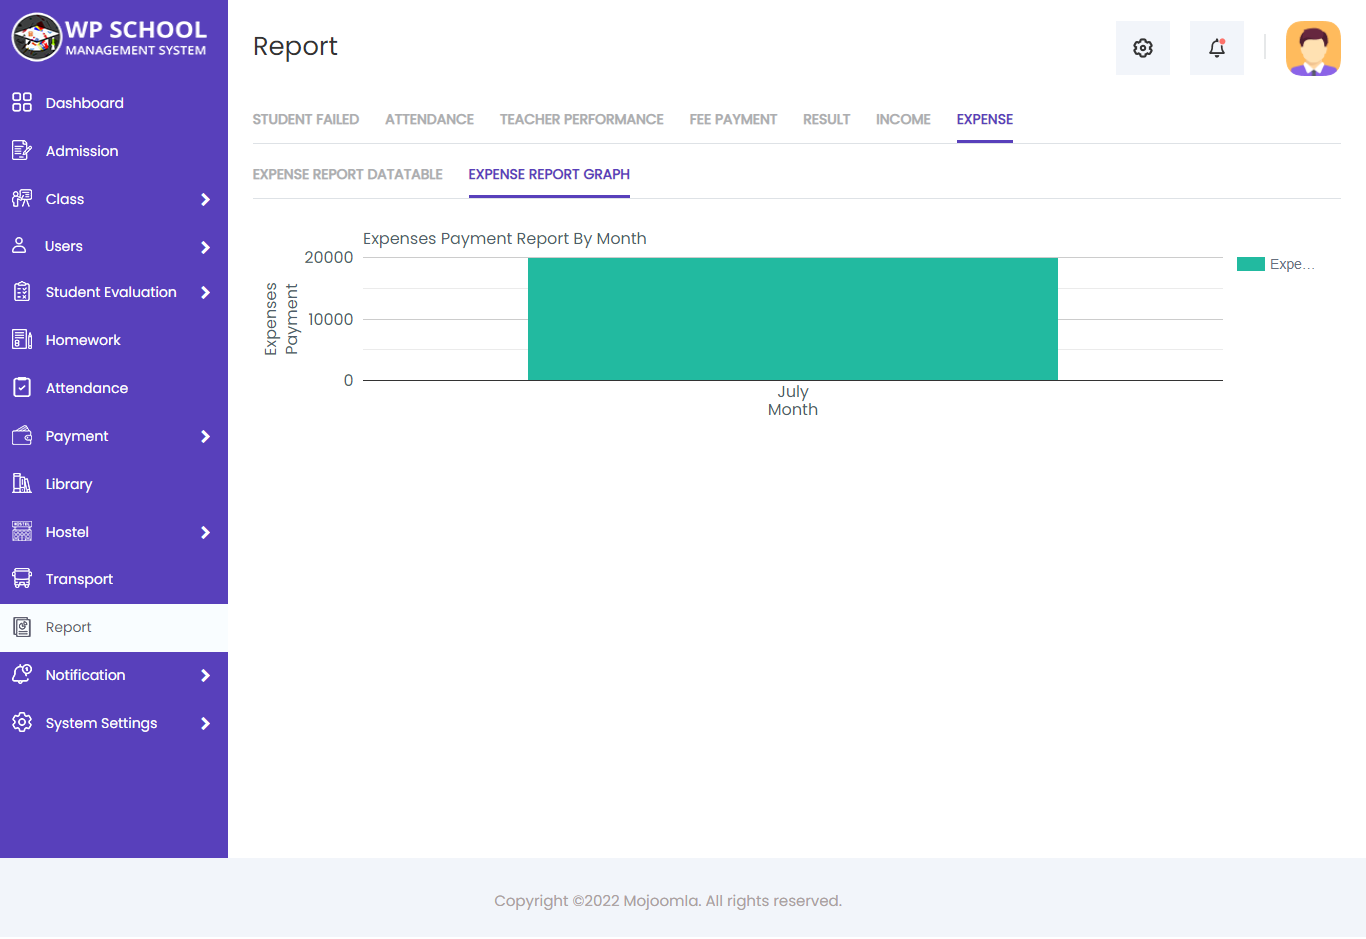 WP SCHOOL
MANAGEMENT SYSTEM
Dashboard
Admission
Class
Users
Student Evaluation
Homework
Attendance
Payment
Library
Hostel
Transport
Report
Notification
System Settings
Report
STUDENT FAILED ATTENDANCE TEACHER PERFORMANCE FEE PAYMENT RESULT INCOME EXPENSE
EXPENSE REPORT DATATABLE EXPENSE REPORT GRAPH
Expenses Payment Report By Month
20000
10000
0
Expenses
Payment
July
Month
Expe...
Copyright ©2022 Mojoomla. All rights reserved.